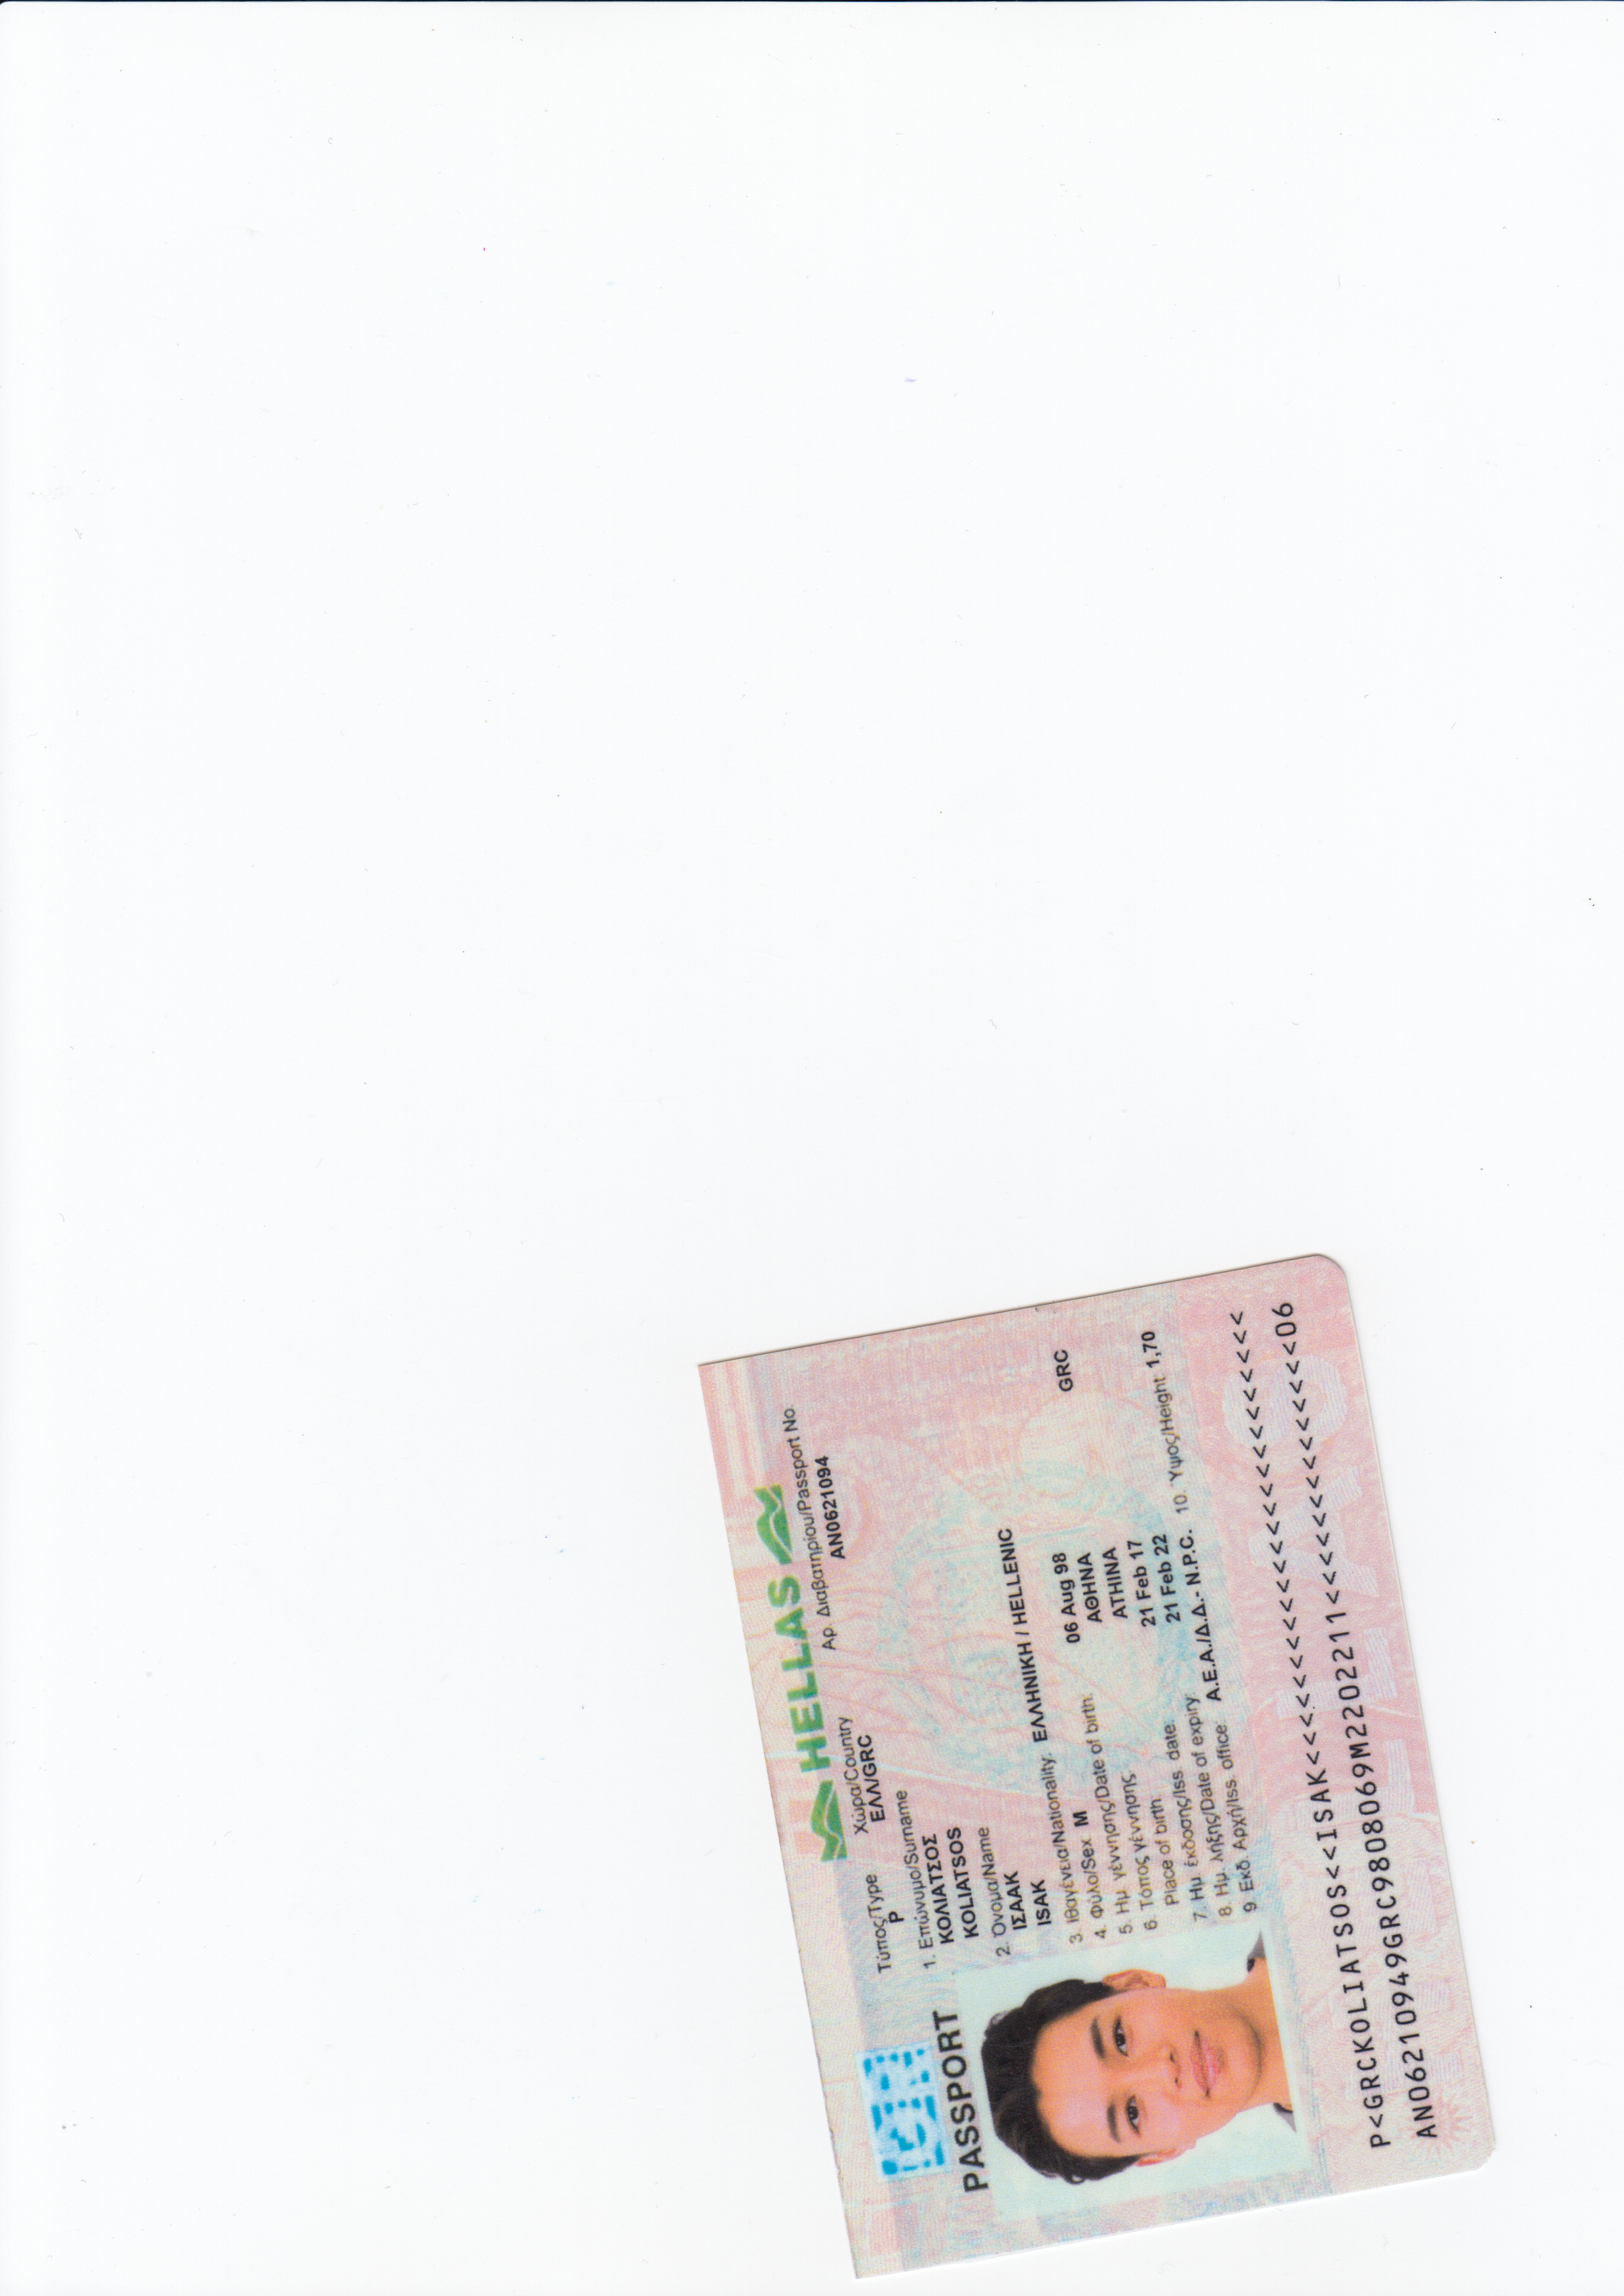 HELLAS
PASSPORT
Τύπος/Type
P
Χώρα/Country
ΕΛΛ/GRC
Αρ. Διαβατηρίου/Passport No
AN0621094
1. Επώνυμο/Surname
ΚΟΛΙΑΤΣΟΣ
KOLIATSOS
2. Όνομα/Name
ΙΣΑΑΚ
ISAK
3. Ιθαγένεια/Nationality: ΕΛΛΗΝΙΚΗ / HELLENIC GRC
4. Φύλο/Sex M
5. Ημ γέννησης/Date of birth: 06 Aug 98
6. Τόπος γέννησης: ΑΘΗΝΑ
Place of birth: ATHINA
7. Ημ. έκδοσης/Iss. date: 21 Feb 17
8. Ημ. λήξης/Date of expiry: 21 Feb 22
9. Εκδ. Αρχή/Iss. office: Α.Ε.Α./Δ.Δ.- N.P.C. 10. Ύψος/Height 1,70
P<GRCKOLIATSOS<<ISAK<<<<<<<<<<<<<<<<<<<<<<<<
AN06210949GRC9808069M2202211<<<<<<<<<<<<<<06